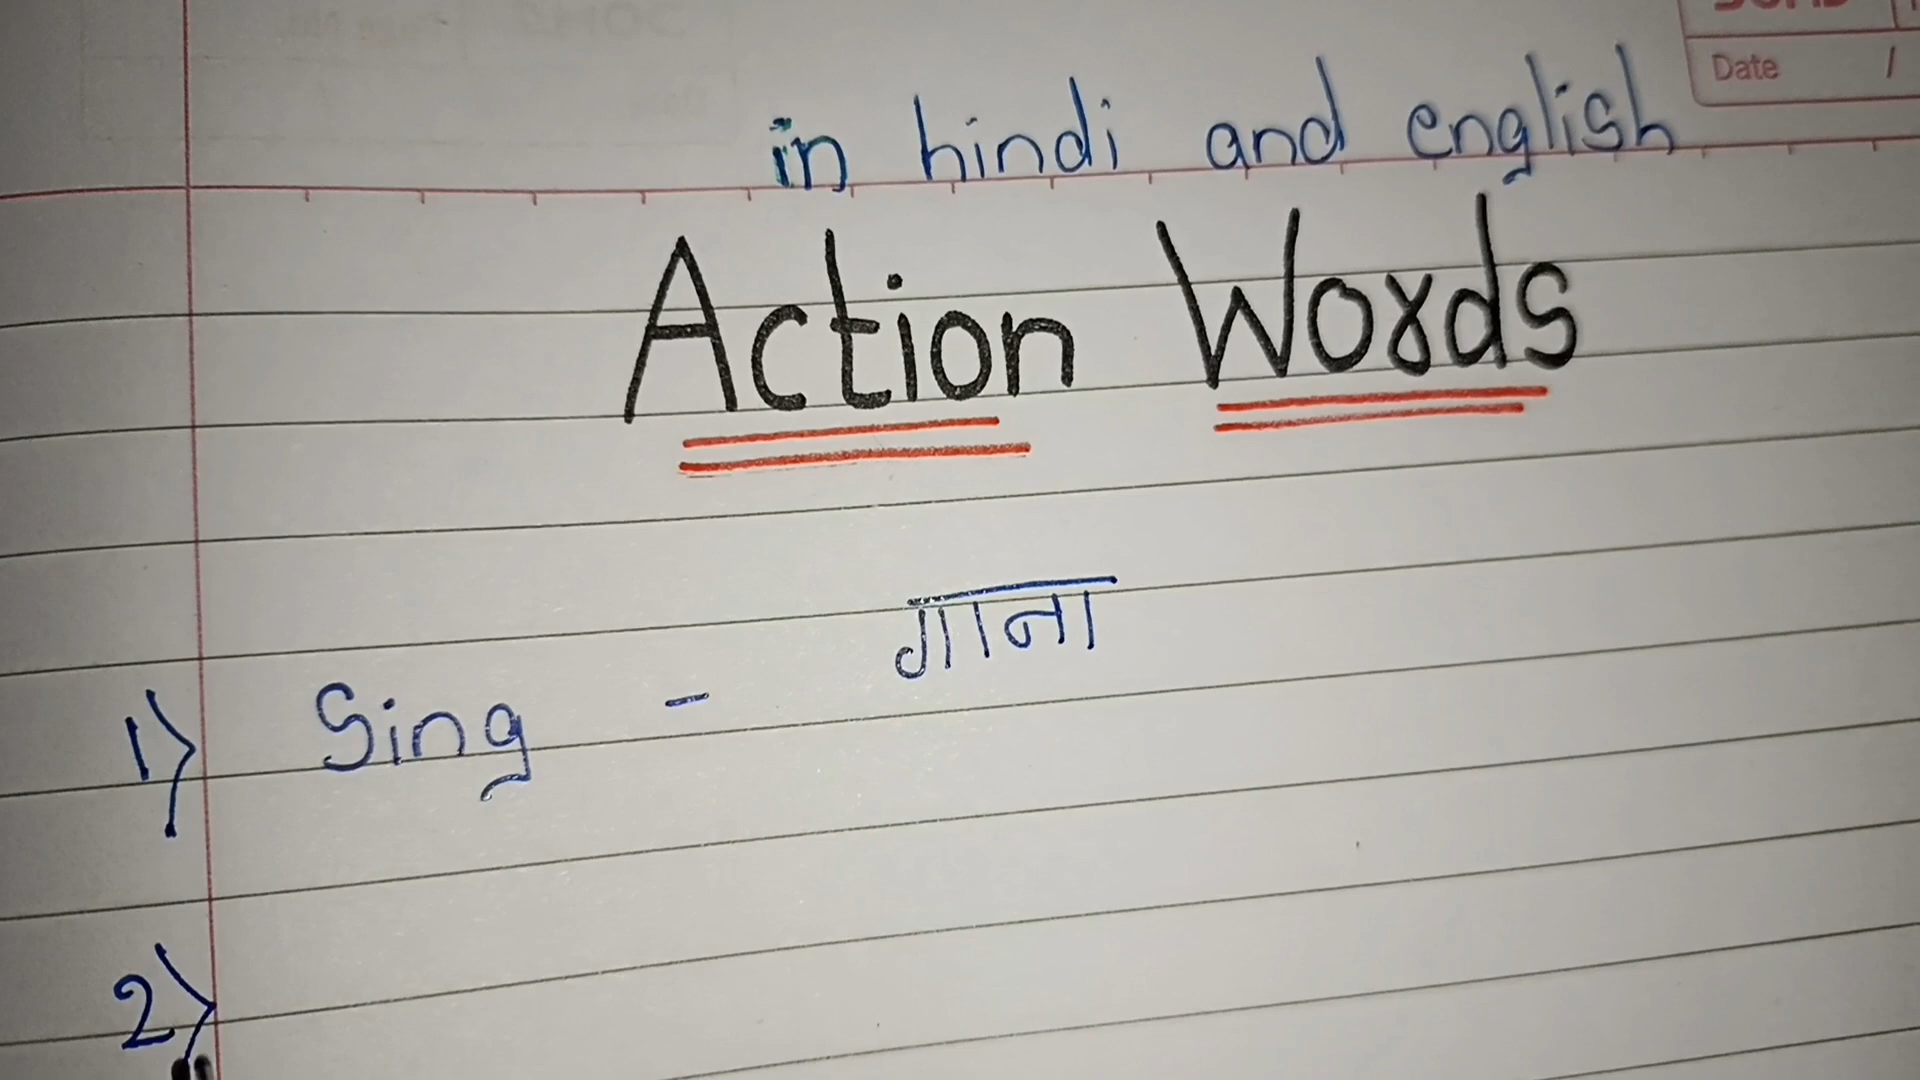 Date /
in hindi and english
Action Words
1) Sing - गाना
2)